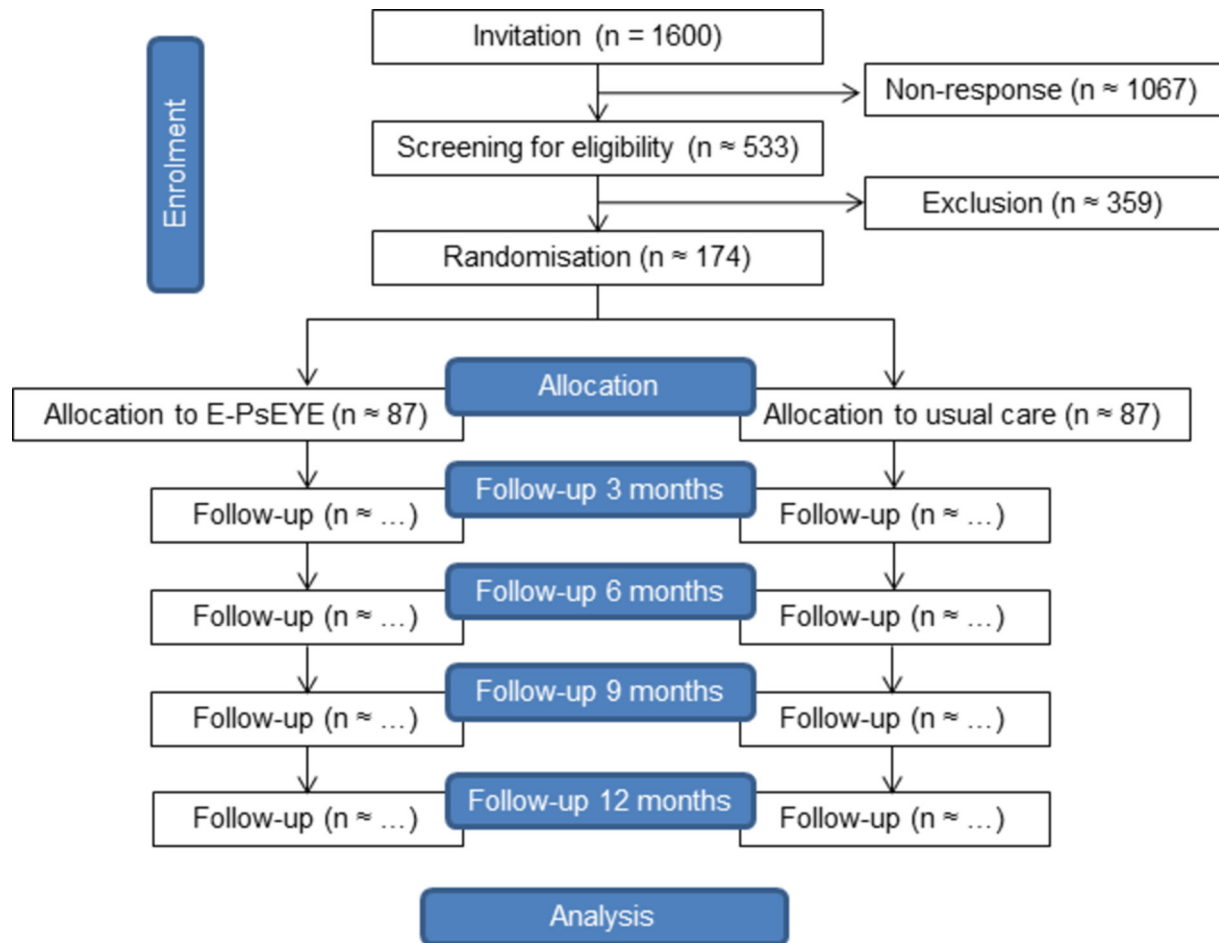 Enrolment
Invitation (n = 1600)
Non-response (n ≈ 1067)
Screening for eligibility (n ≈ 533)
Exclusion (n ≈ 359)
Randomisation (n ≈ 174)
Allocation
Allocation to E-PsEYE (n ≈ 87)
Allocation to usual care (n ≈ 87)
Follow-up 3 months
Follow-up (n ≈ ...)
Follow-up (n ≈ ...)
Follow-up 6 months
Follow-up (n ≈ ...)
Follow-up (n ≈ ...)
Follow-up 9 months
Follow-up (n ≈ ...)
Follow-up (n ≈ ...)
Follow-up 12 months
Follow-up (n ≈ ...)
Follow-up (n ≈ ...)
Analysis